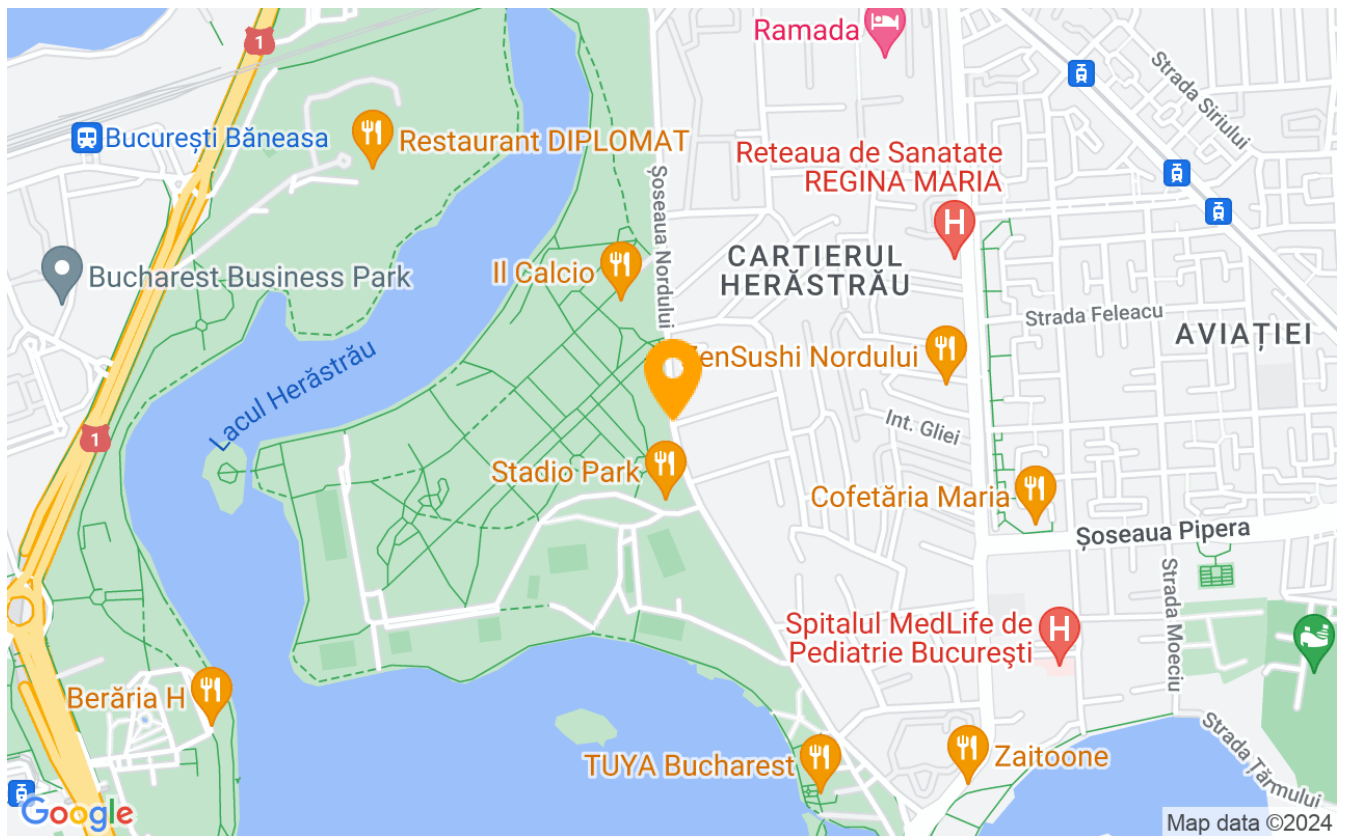 Ramada
1
Strada Siriului
București Băneasa
Restaurant DIPLOMAT
Reteaua de Sanatate
REGINA MARIA
H
Șoseaua Nordului
CARTIERUL
HERĂSTRĂU
Il Calcio
Bucharest Business Park
Strada Feleacu
AVIAȚIEI
ZenSushi Nordului
Lacul Herăstrău
1
Int. Gliei
Stadio Park
Cofetăria Maria
Șoseaua Pipera
Strada Moeciu
Spitalul MedLife de
Pediatrie Bucureşti
H
Berăria H
TUYA Bucharest
Zaitoone
Strada Țărmului
Google
Map data ©2024